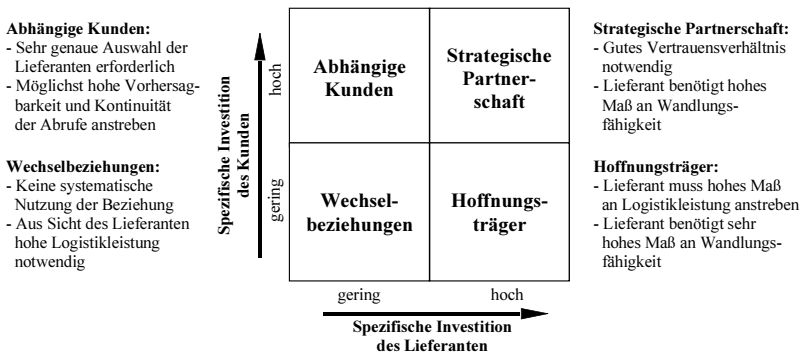 Abhängige Kunden:
- Sehr genaue Auswahl der
Lieferanten erforderlich
- Möglichst hohe Vorhersag-
barkeit und Kontinuität
der Abrufe anstreben
Wechselbeziehungen:
- Keine systematische
Nutzung der Beziehung
- Aus Sicht des Lieferanten
hohe Logistikleistung
notwendig
Spezifische Investition
des Kunden
hoch
gering
Abhängige
Kunden
Strategische
Partner-
schaft
Wechsel-
beziehungen
Hoffnungs-
träger
gering
hoch
Spezifische Investition
des Lieferanten
Strategische Partnerschaft:
- Gutes Vertrauensverhältnis
notwendig
- Lieferant benötigt hohes
Maß an Wandlungs-
fähigkeit
Hoffnungsträger:
- Lieferant muss hohes Maß
an Logistikleistung anstreben
- Lieferant benötigt sehr
hohes Maß an Wandlungs-
fähigkeit